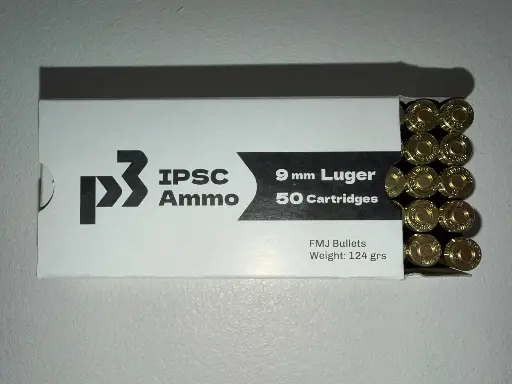 p3
IPSC
Ammo
9 mm Luger
50 Cartridges
FMJ Bullets
Weight: 124 grs